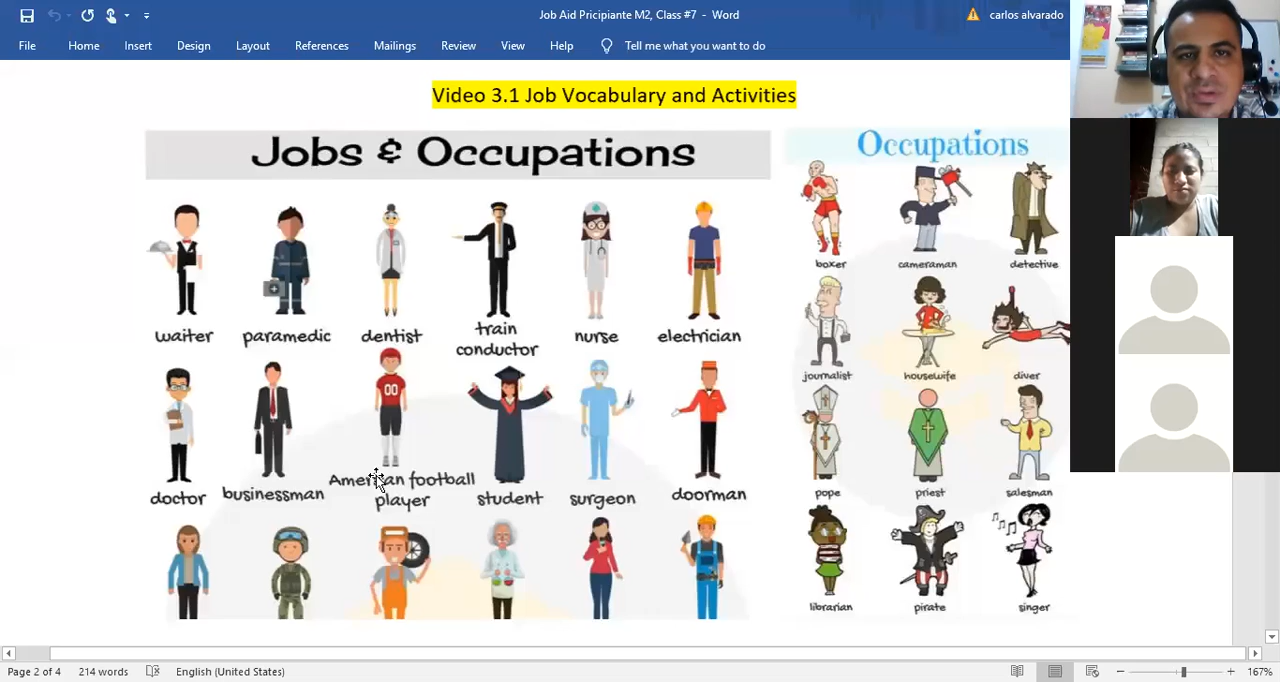 Job Aid Pricipiante M2, Class #7 - Word
carlos alvarado
File Home Insert Design Layout References Mailings Review View Help Tell me what you want to do
Video 3.1 Job Vocabulary and Activities
Jobs & Occupations
waiter paramedic dentist train conductor nurse electrician
doctor businessman American football player student surgeon doorman
00
Occupations
boxer cameraman detective
journalist housewife diver
pope priest salesman
librarian pirate singer
Page 2 of 4 214 words English (United States) 167%